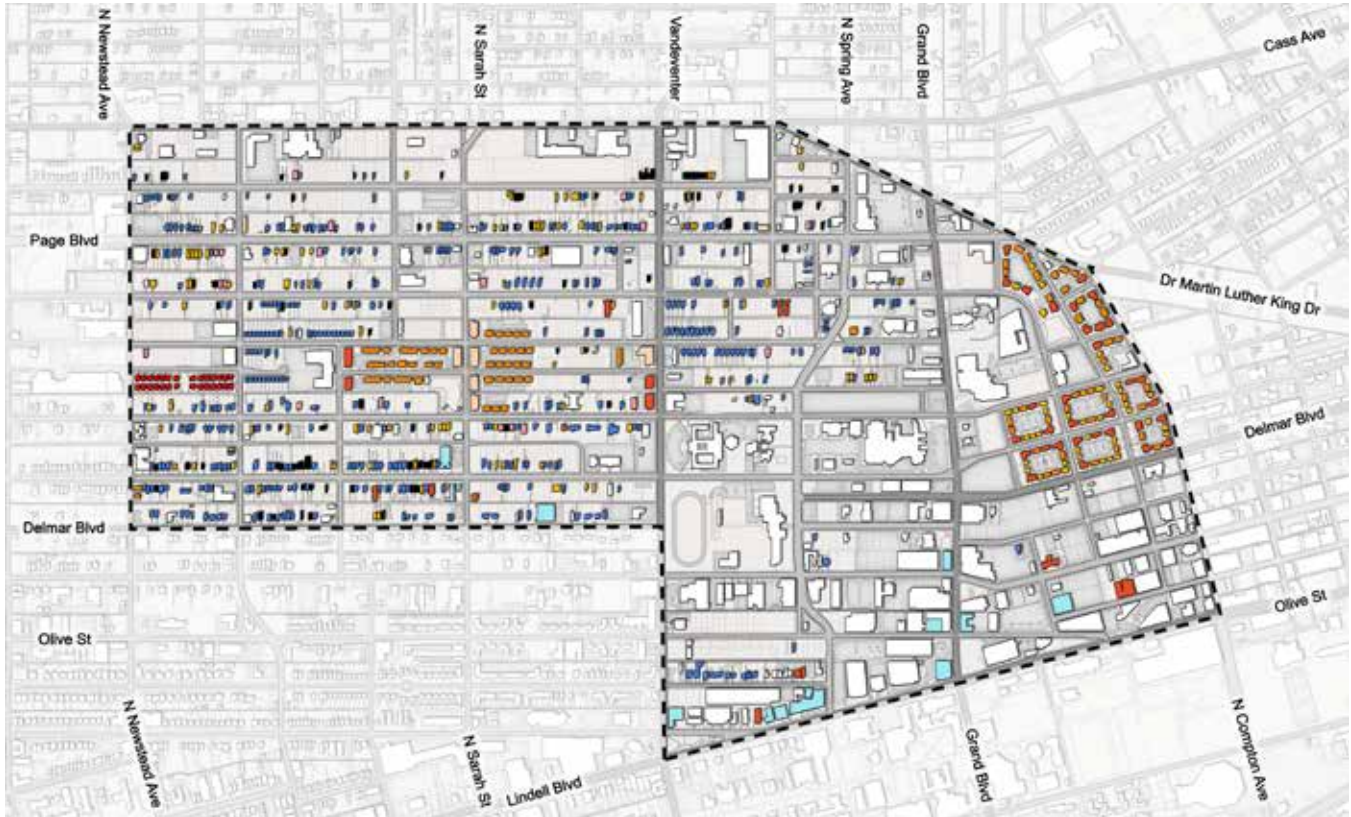 N Newstead Ave
N Sarah St
Vandeventer
N Spring Ave
Grand Blvd
Cass Ave
Page Blvd
Dr Martin Luther King Dr
Delmar Blvd
Delmar Blvd
Olive St
Olive St
N Newstead Ave
N Sarah St
Lindell Blvd
Grand Blvd
N Compton Ave